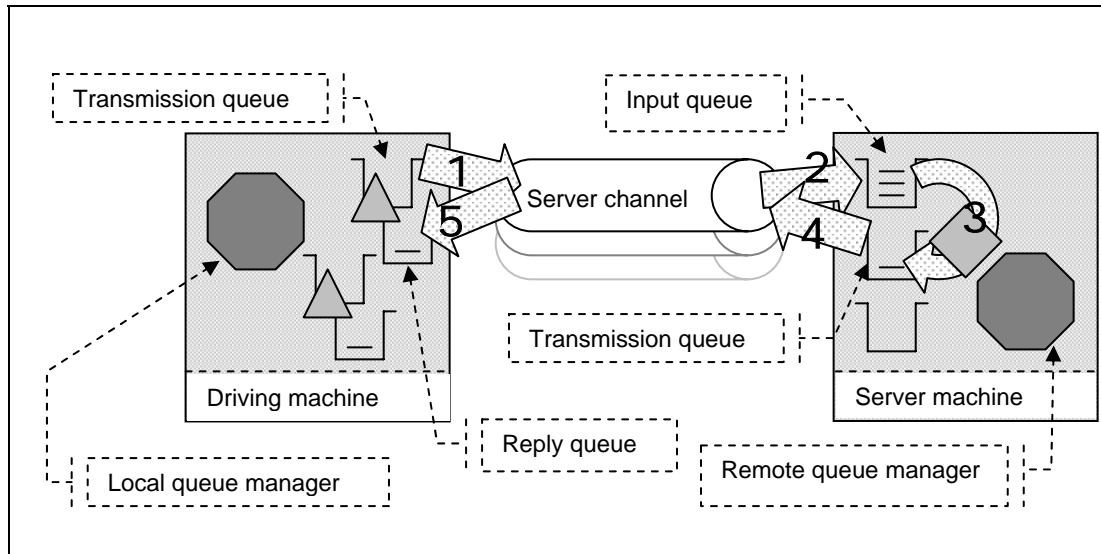 Transmission queue
Input queue
1
2
Server channel
5
4
3
Transmission queue
Driving machine
Server machine
Reply queue
Local queue manager
Remote queue manager